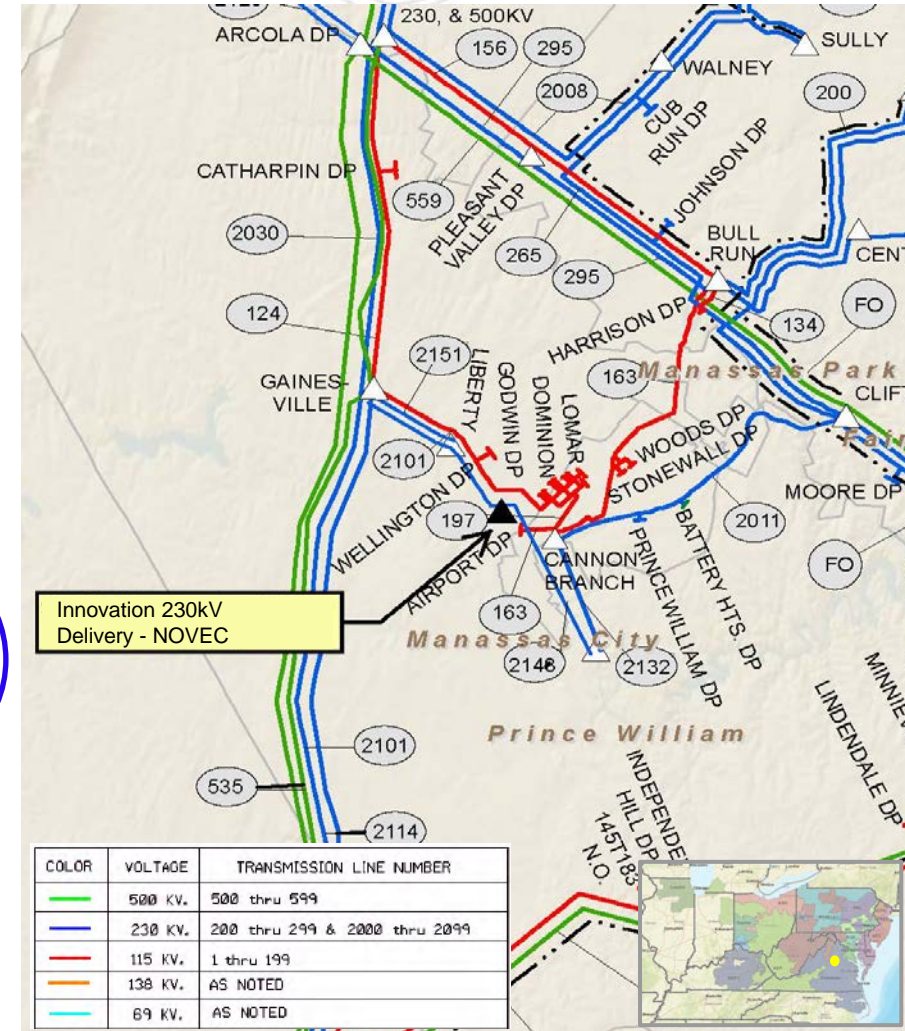 230, & 500KV
ARCOLA DP
156
295
SULLY
WALNEY
2008
200
CUB
RUN DP
JOHNSON DP
CATHARPIN DP
559
PLEASANT
VALLEY DP
2030
BULL
RUN
265
295
CENT
FO
124
134
HARRISON DP
2151
163
Manassas Park
GAINES-
VILLE
LIBERTY
GODWIN DP
DOMINION
LOMAR
CLIFT
Fair
WOODS DP
STONEWALL DP
2101
MOORE DP
WELLINGTON DP
197
2011
AIRPORT DP
CANNON
BRANCH
PRINCE WILLIAM DP
BATTERY HTS. DP
FO
Innovation 230kV
Delivery - NOVEC
163
Manassas City
2148
2132
MINNIEV
LINDENDALE DP
Prince William
2101
INDEPENDE
HILL DP
145T183
N.O.
535
2114
COLOR VOLTAGE TRANSMISSION LINE NUMBER
500 KV. 500 thru 599
230 KV. 200 thru 299 & 2000 thru 2099
115 KV. 1 thru 199
138 KV. AS NOTED
69 KV. AS NOTED